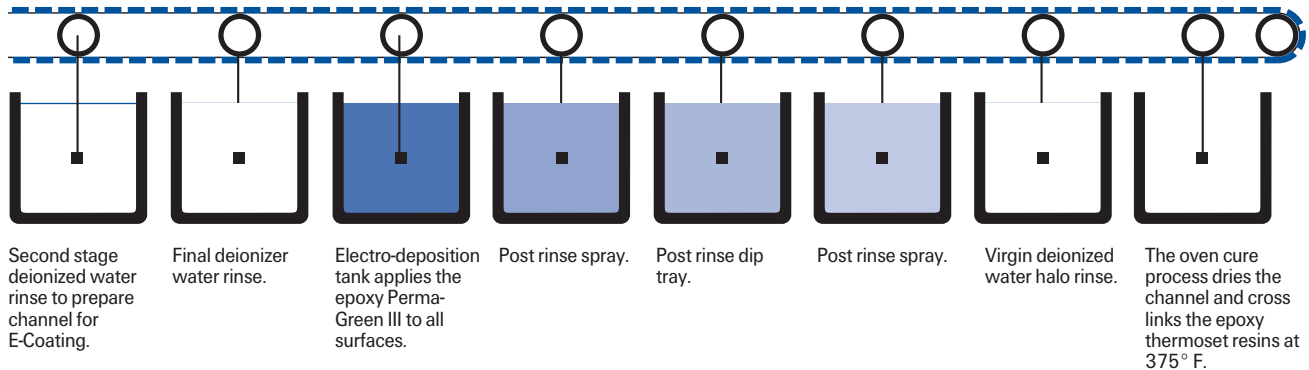 Second stage
deionized water
rinse to prepare
channel for
E-Coating.
Final deionizer
water rinse.
Electro-deposition
tank applies the
epoxy Perma-
Green III to all
surfaces.
Post rinse spray.
Post rinse dip
tray.
Post rinse spray.
Virgin deionized
water halo rinse.
The oven cure
process dries the
channel and cross
links the epoxy
thermoset resins at
375° F.